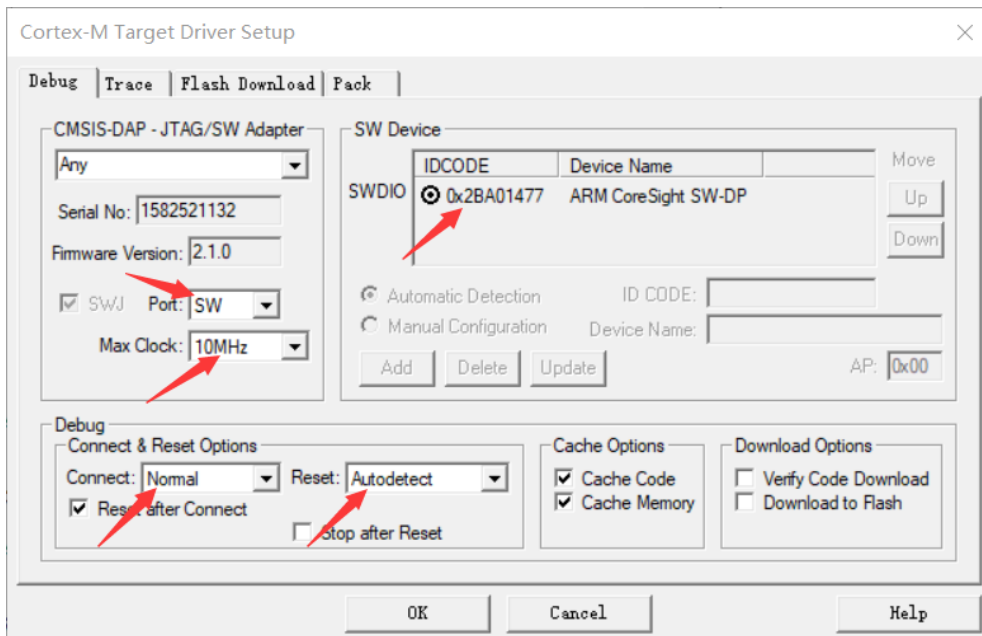 Cortex-M Target Driver Setup
Debug Trace Flash Download Pack
CMSIS-DAP - JTAG/SW Adapter
Any
Serial No: 1582521132
Firmware Version: 2.1.0
SWJ Port: SW
Max Clock: 10MHz
SW Device
IDCODE Device Name
SWDIO 0x2BA01477 ARM CoreSight SW-DP
Move
Up
Down
Automatic Detection ID CODE:
Manual Configuration Device Name:
Add Delete Update AP: 0x00
Debug
Connect & Reset Options
Connect: Normal Reset: Autodetect
Reset after Connect
Stop after Reset
Cache Options
Cache Code
Cache Memory
Download Options
Verify Code Download
Download to Flash
OK Cancel Help